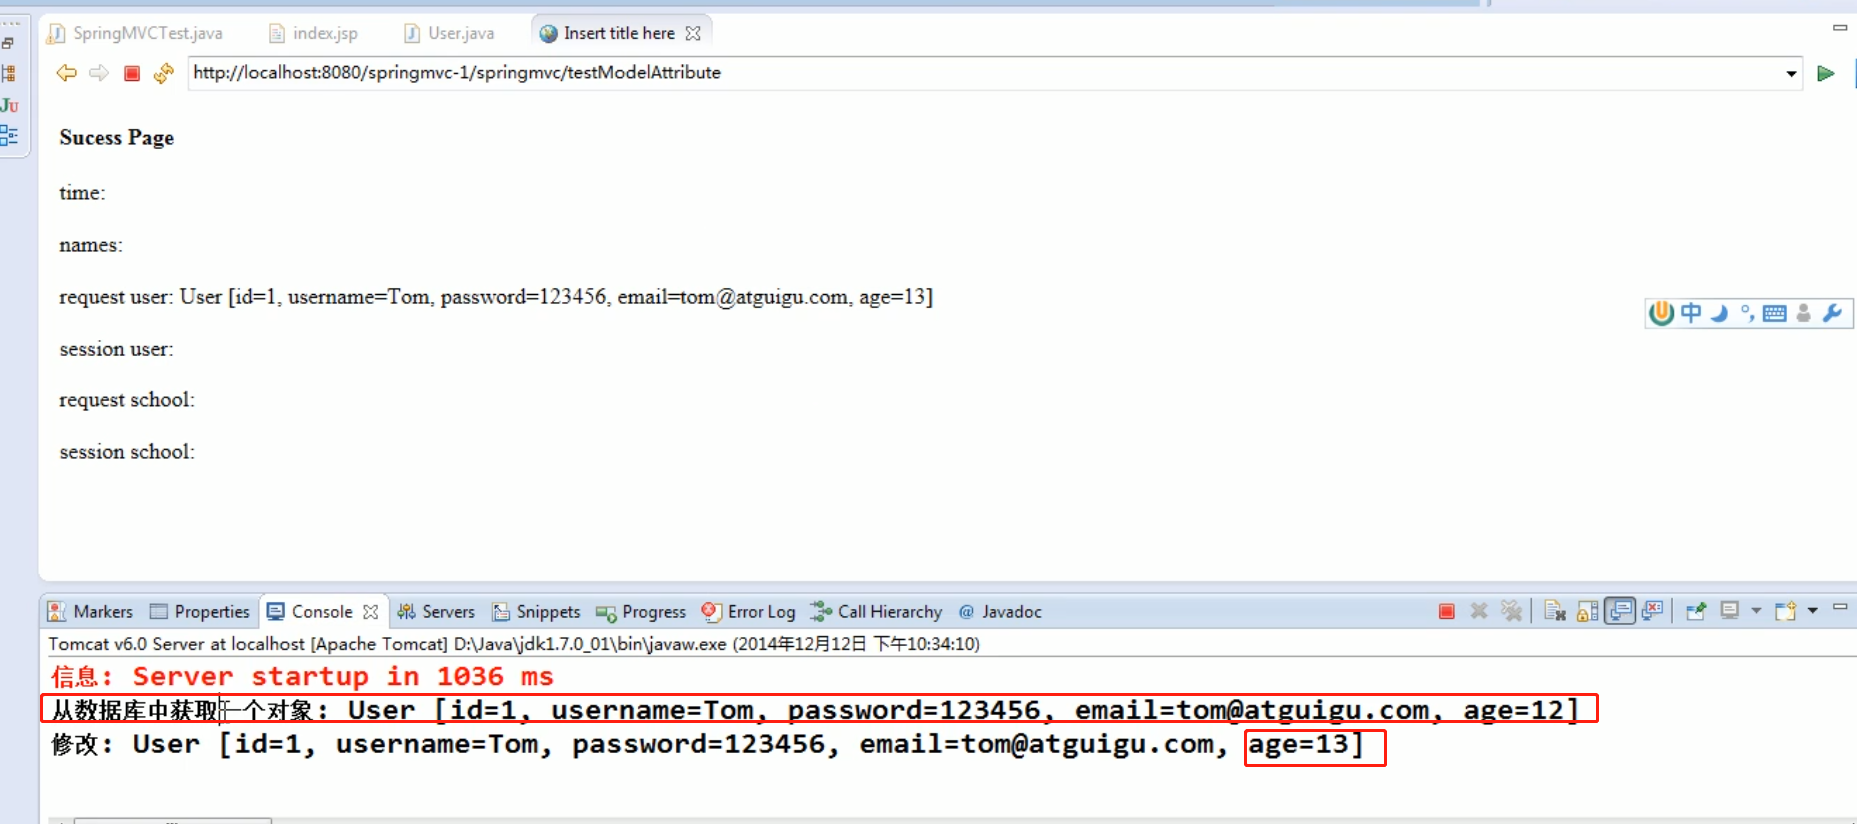 SpringMVCTest.java index.jsp User.java Insert title here
http://localhost:8080/springmvc-1/springmvc/testModelAttribute
Ju
Sucess Page
time:
names:
request user: User [id=1, username=Tom, password=123456, email=tom@atguigu.com, age=13]
中
session user:
request school:
session school:
Markers Properties Console Servers Snippets Progress Error Log Call Hierarchy @ Javadoc
Tomcat v6.0 Server at localhost [Apache Tomcat] D:\Java\jdk1.7.0_01\bin\javaw.exe (2014年12月12日 下午10:34:10)
信息: Server startup in 1036 ms
从数据库中获取一个对象: User [id=1, username=Tom, password=123456, email=tom@atguigu.com, age=12]
修改: User [id=1, username=Tom, password=123456, email=tom@atguigu.com, age=13]